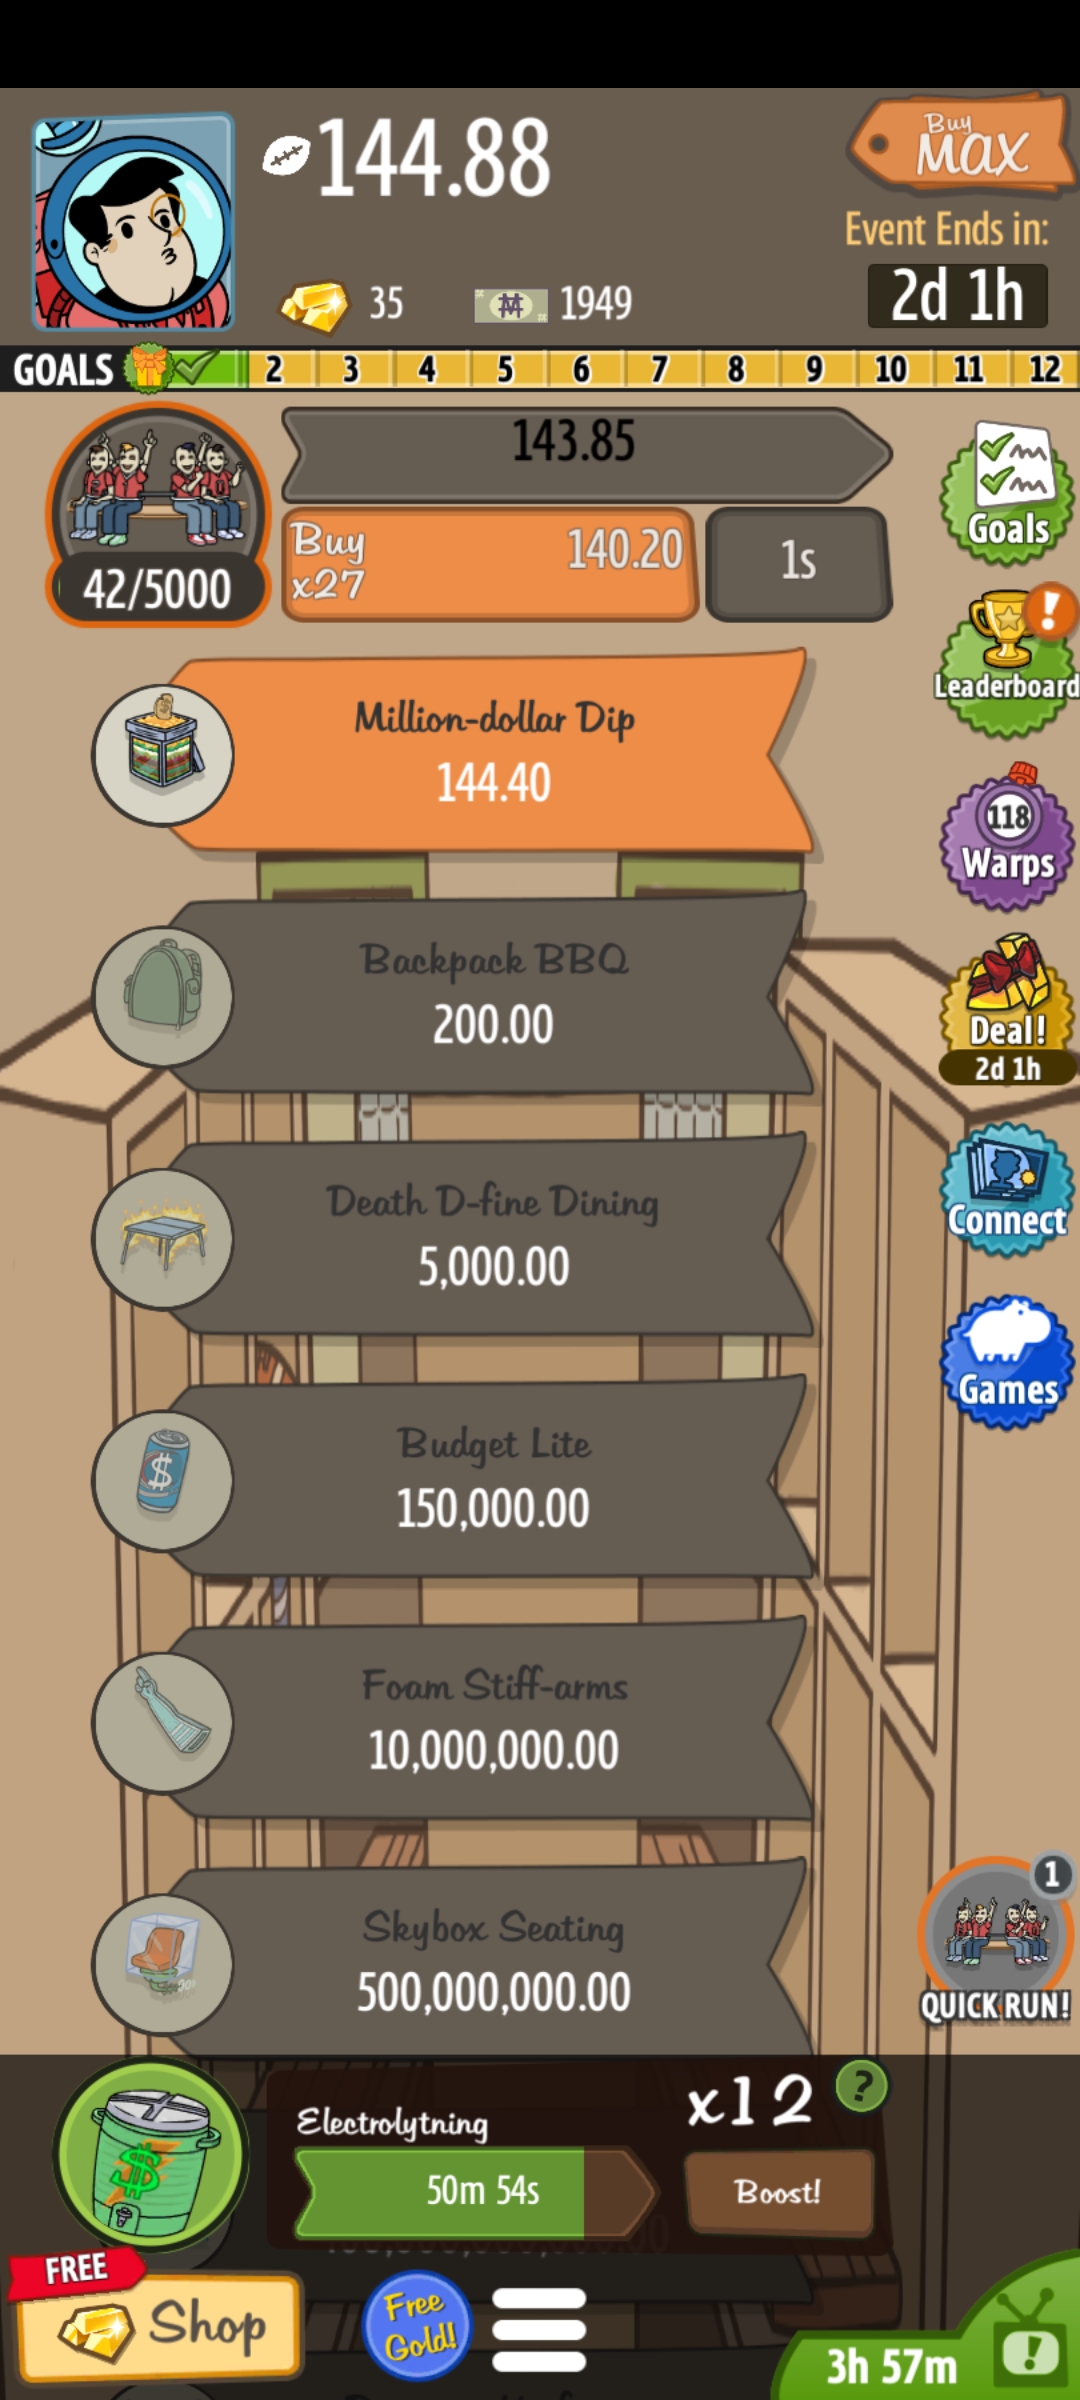 144.88
Buy
MAX
Event Ends in:
2d 1h
35
1949
GOALS 2 3 4 5 6 7 8 9 10 11 12
143.85
Buy
x27
140.20
1s
42/5000
Goals
Leaderboard
Million-dollar Dip
144.40
118
Warps
Backpack BBQ
200.00
Deal!
2d 1h
Death D-fine Dining
5,000.00
Connect
Games
Budget Lite
150,000.00
Foam Stiff-arms
10,000,000.00
Skybox Seating
500,000,000.00
1
QUICK RUN!
Electrolytning
x12
?
50m 54s
Boost!
FREE
Shop
Free
Gold!
3h 57m